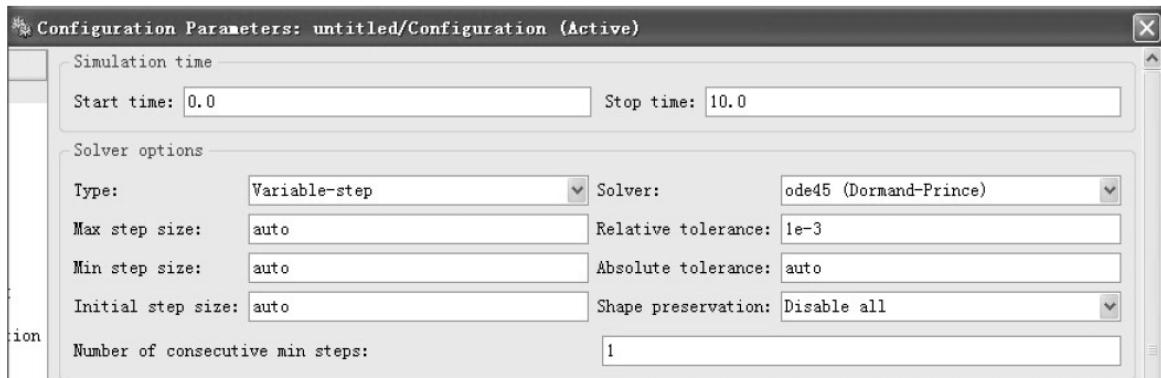 Configuration Parameters: untitled/Configuration (Active)
Simulation time
Start time: 0.0 Stop time: 10.0
Solver options
Type: Variable-step Solver: ode45 (Dormand-Prince)
Max step size: auto Relative tolerance: 1e-3
Min step size: auto Absolute tolerance: auto
Initial step size: auto Shape preservation: Disable all
tion
Number of consecutive min steps: 1